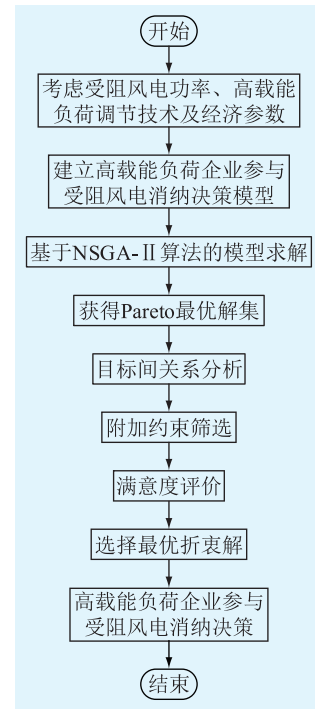 开始
考虑受阻风电功率、高载能
负荷调节技术及经济参数
建立高载能负荷企业参与
受阻风电消纳决策模型
基于NSGA-Ⅱ算法的模型求解
获得Pareto最优解集
目标间关系分析
附加约束筛选
满意度评价
选择最优折衷解
高载能负荷企业参与
受阻风电消纳决策
结束